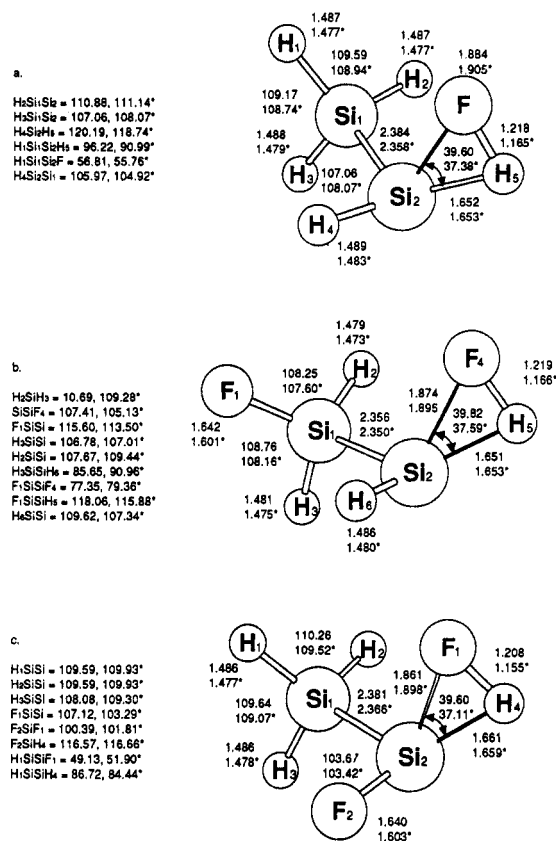 a.
H₂Si₁Si₂ = 110.88, 111.14*
H₃Si₁Si₂ = 107.06, 108.07*
H₄Si₂H₅ = 120.19, 118.74*
H₁Si₁Si₂H₅ = 96.22, 90.99*
H₁Si₁Si₂F = 56.81, 55.76*
H₄Si₂Si₁ = 105.97, 104.92*
1.487
1.477*
H₁
109.59
108.94*
1.487
1.477*
H₂
1.884
1.905*
F
109.17
108.74*
Si₁
1.488
1.479*
H₃
2.384
2.358*
1.218
1.165*
39.60
37.38*
H₅
107.06
108.07*
Si₂
1.652
1.653*
H₄
1.489
1.483*
b.
H₂SiH₃ = 10.69, 109.28*
SiSiF₄ = 107.41, 105.13*
F₁SiSi = 115.60, 113.50*
H₃SiSi = 106.78, 107.01*
H₂SiSi = 107.67, 109.44*
H₃SiSiH₆ = 85.65, 90.96*
F₁SiSiF₄ = 77.35, 79.36*
F₁SiSiH₅ = 118.06, 115.88*
H₆SiSi = 109.62, 107.34*
1.479
1.473*
F₁
108.25
107.60*
H₂
F₄
1.219
1.166*
1.642
1.601*
Si₁
2.356
2.350*
1.874
1.895
39.82
37.59*
H₅
108.76
108.16*
Si₂
1.651
1.653*
1.481
1.475*
H₃
H₆
1.486
1.480*
c.
H₁SiSi = 109.59, 109.93*
H₂SiSi = 109.59, 109.93*
H₃SiSi = 108.08, 109.30*
F₁SiSi = 107.12, 103.29*
F₂SiF₁ = 100.39, 101.81*
F₂SiH₄ = 116.57, 116.66*
H₁SiSiF₁ = 49.13, 51.90*
H₁SiSiH₄ = 86.72, 84.44*
H₁
110.26
109.52*
H₂
F₁
1.208
1.155*
1.486
1.477*
Si₁
2.381
2.366*
1.861
1.898*
39.60
37.11*
H₄
109.64
109.07*
1.486
1.478*
H₃
103.67
103.42*
Si₂
1.661
1.659*
F₂
1.640
1.603*